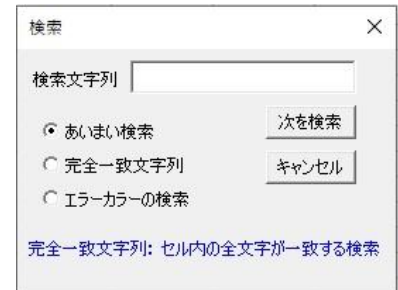 検索
検索文字列
あいまい検索
次を検索
完全一致文字列
キャンセル
エラーカラーの検索
完全一致文字列: セル内の全文字が一致する検索